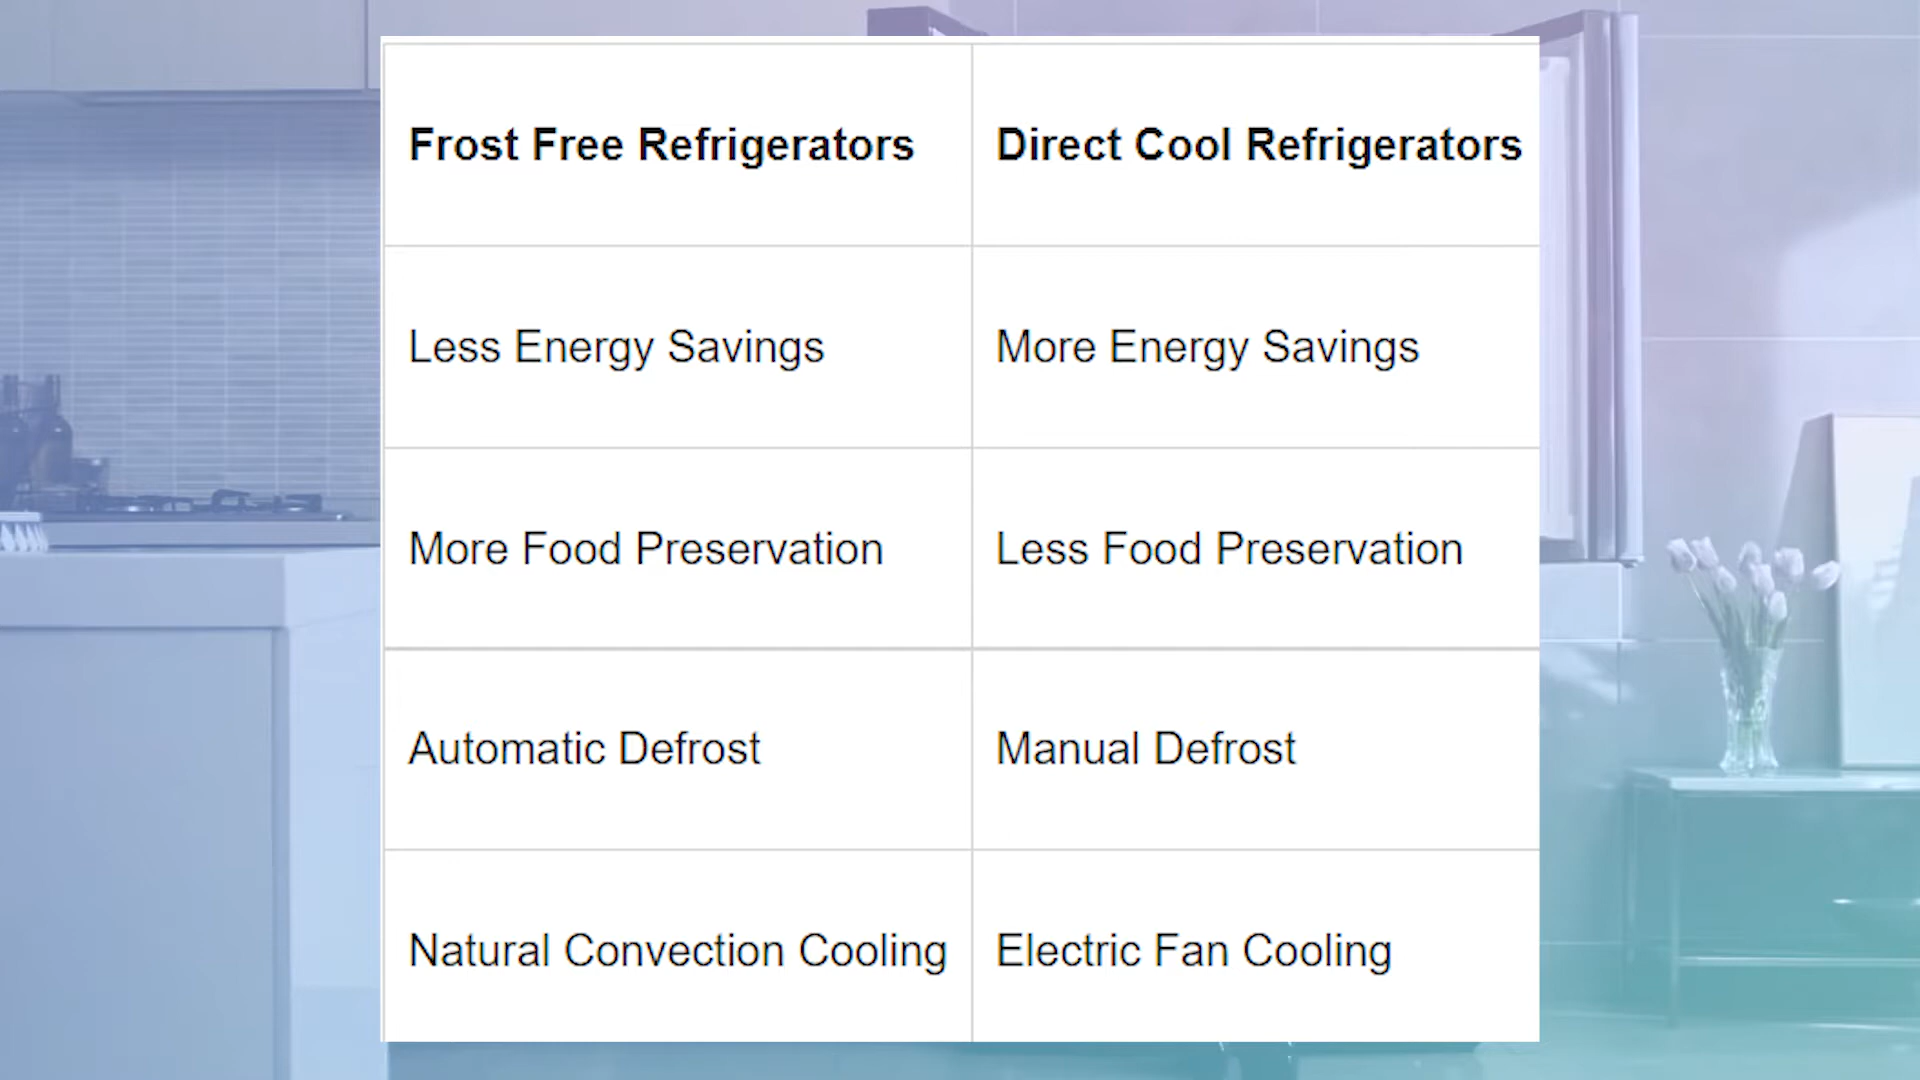 Frost Free Refrigerators
Direct Cool Refrigerators
Less Energy Savings
More Energy Savings
More Food Preservation
Less Food Preservation
Automatic Defrost
Manual Defrost
Natural Convection Cooling
Electric Fan Cooling